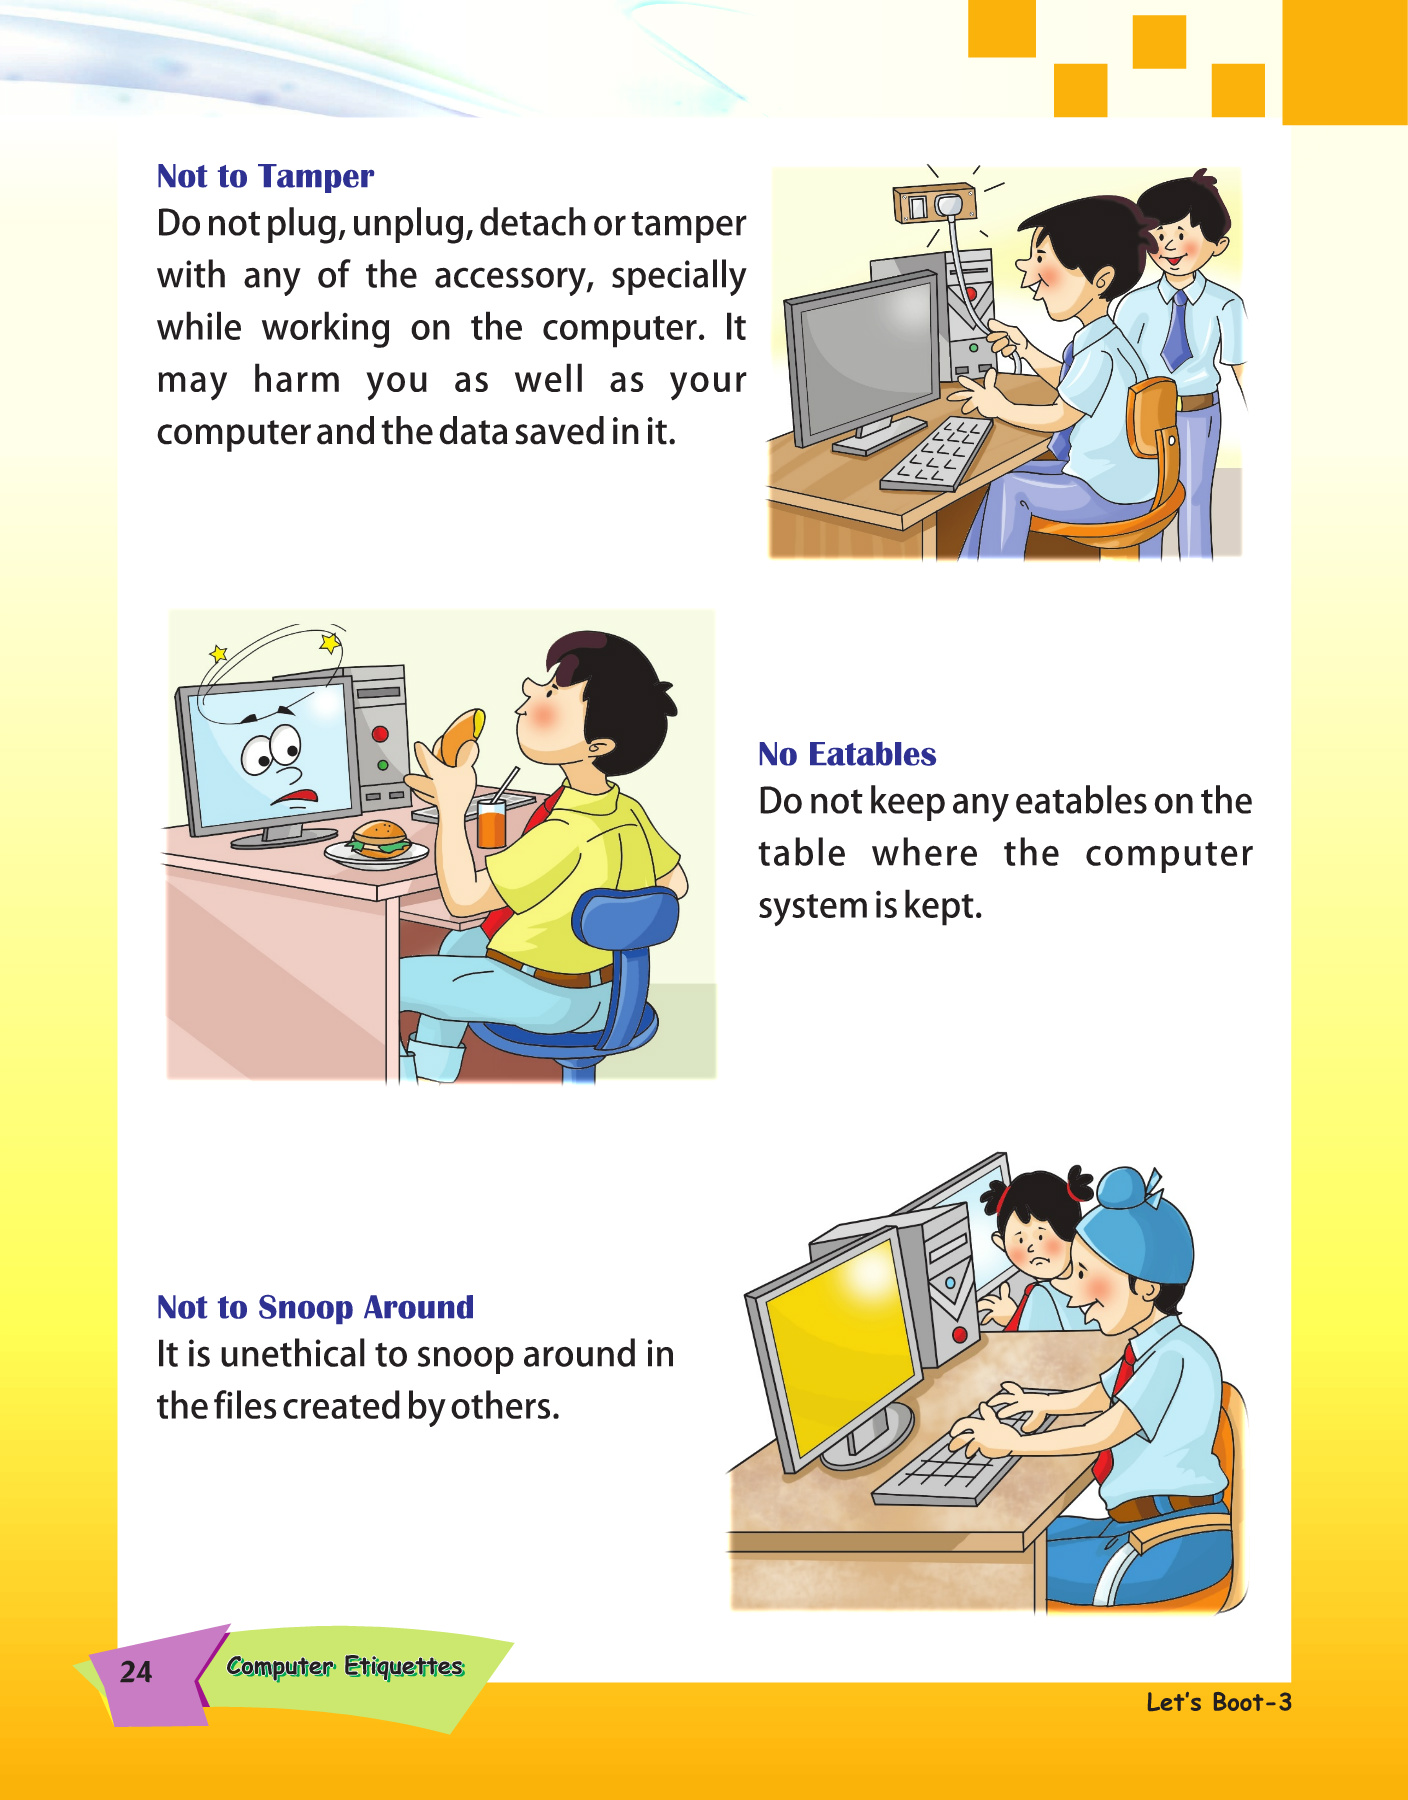 Not to Tamper
Do not plug, unplug, detach or tamper
with any of the accessory, specially
while working on the computer. It
may harm you as well as your
computer and the data saved in it.
No Eatables
Do not keep any eatables on the
table where the computer
system is kept.
Not to Snoop Around
It is unethical to snoop around in
the files created by others.
24
Computer Etiquettes
Let's Boot-3